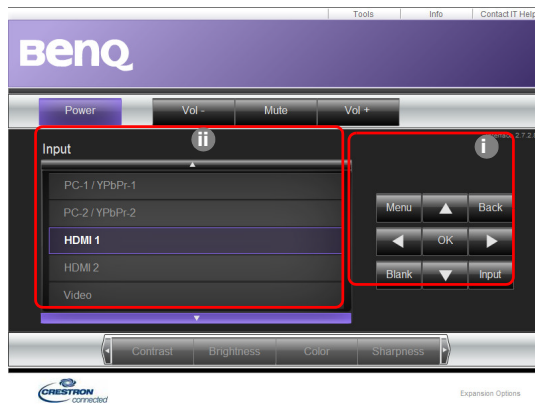 Tools Info Contact IT Help
BenQ
Power Vol - Mute Vol +
ii
i
Input
PC-1 / YPbPr-1
PC-2 / YPbPr-2
HDMI 1
HDMI 2
Video
Menu Back
OK
Blank Input
Contrast Brightness Color Sharpness
CRESTRON
connected
Expansion Options